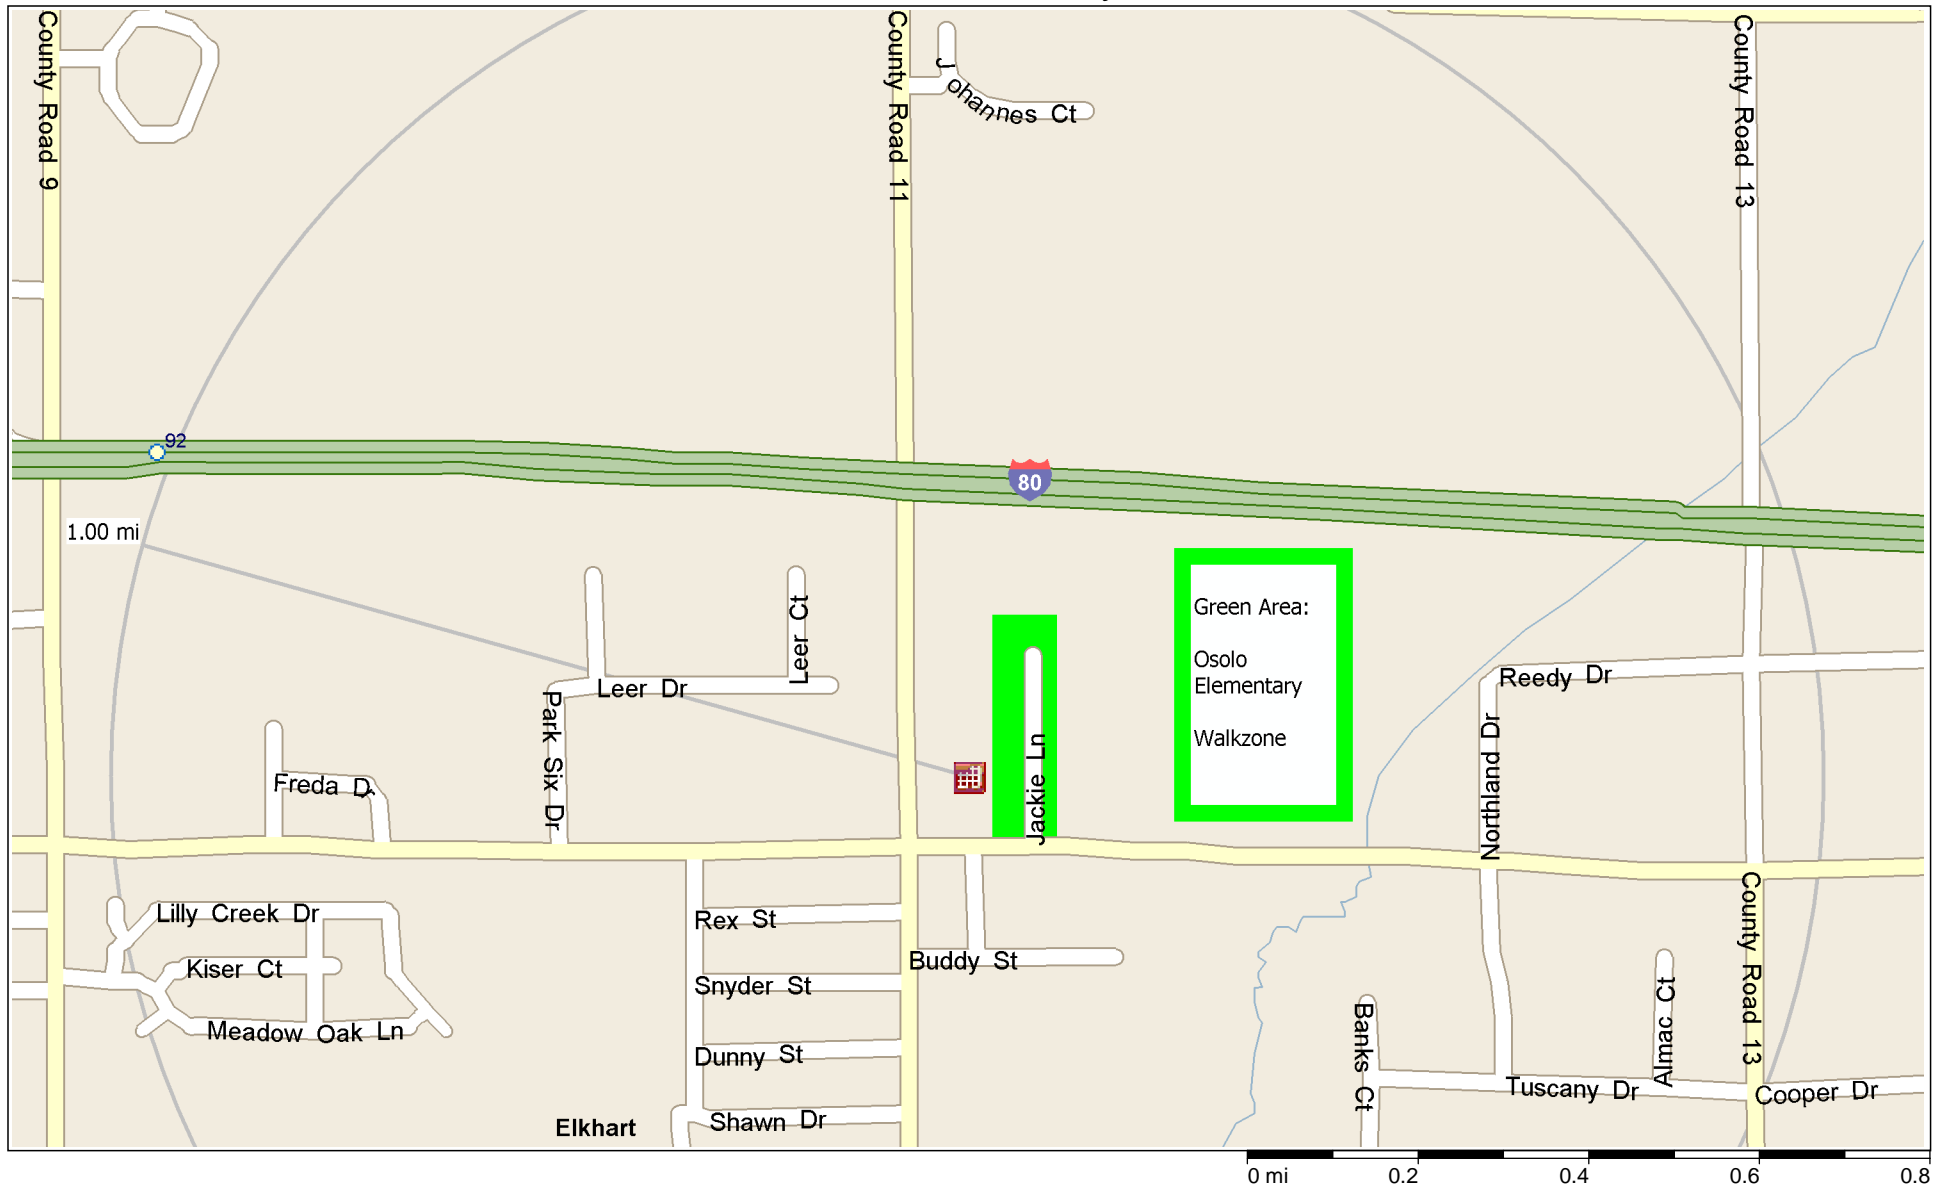 County Road 9
County Road 11
Johannes Ct
County Road 13
92
80
1.00 mi
Leer Ct
Leer Dr
Park Six Dr
Freda D
Jackie Ln
Green Area:
Osolo
Elementary
Walkzone
Reedy Dr
Northland Dr
Lilly Creek Dr
Kiser Ct
Meadow Oak Ln
Rex St
Snyder St
Dunny St
Shawn Dr
Elkhart
Buddy St
Banks Ct
Tuscany Dr
Almac Ct
County Road 13
Cooper Dr
0 mi 0.2 0.4 0.6 0.8